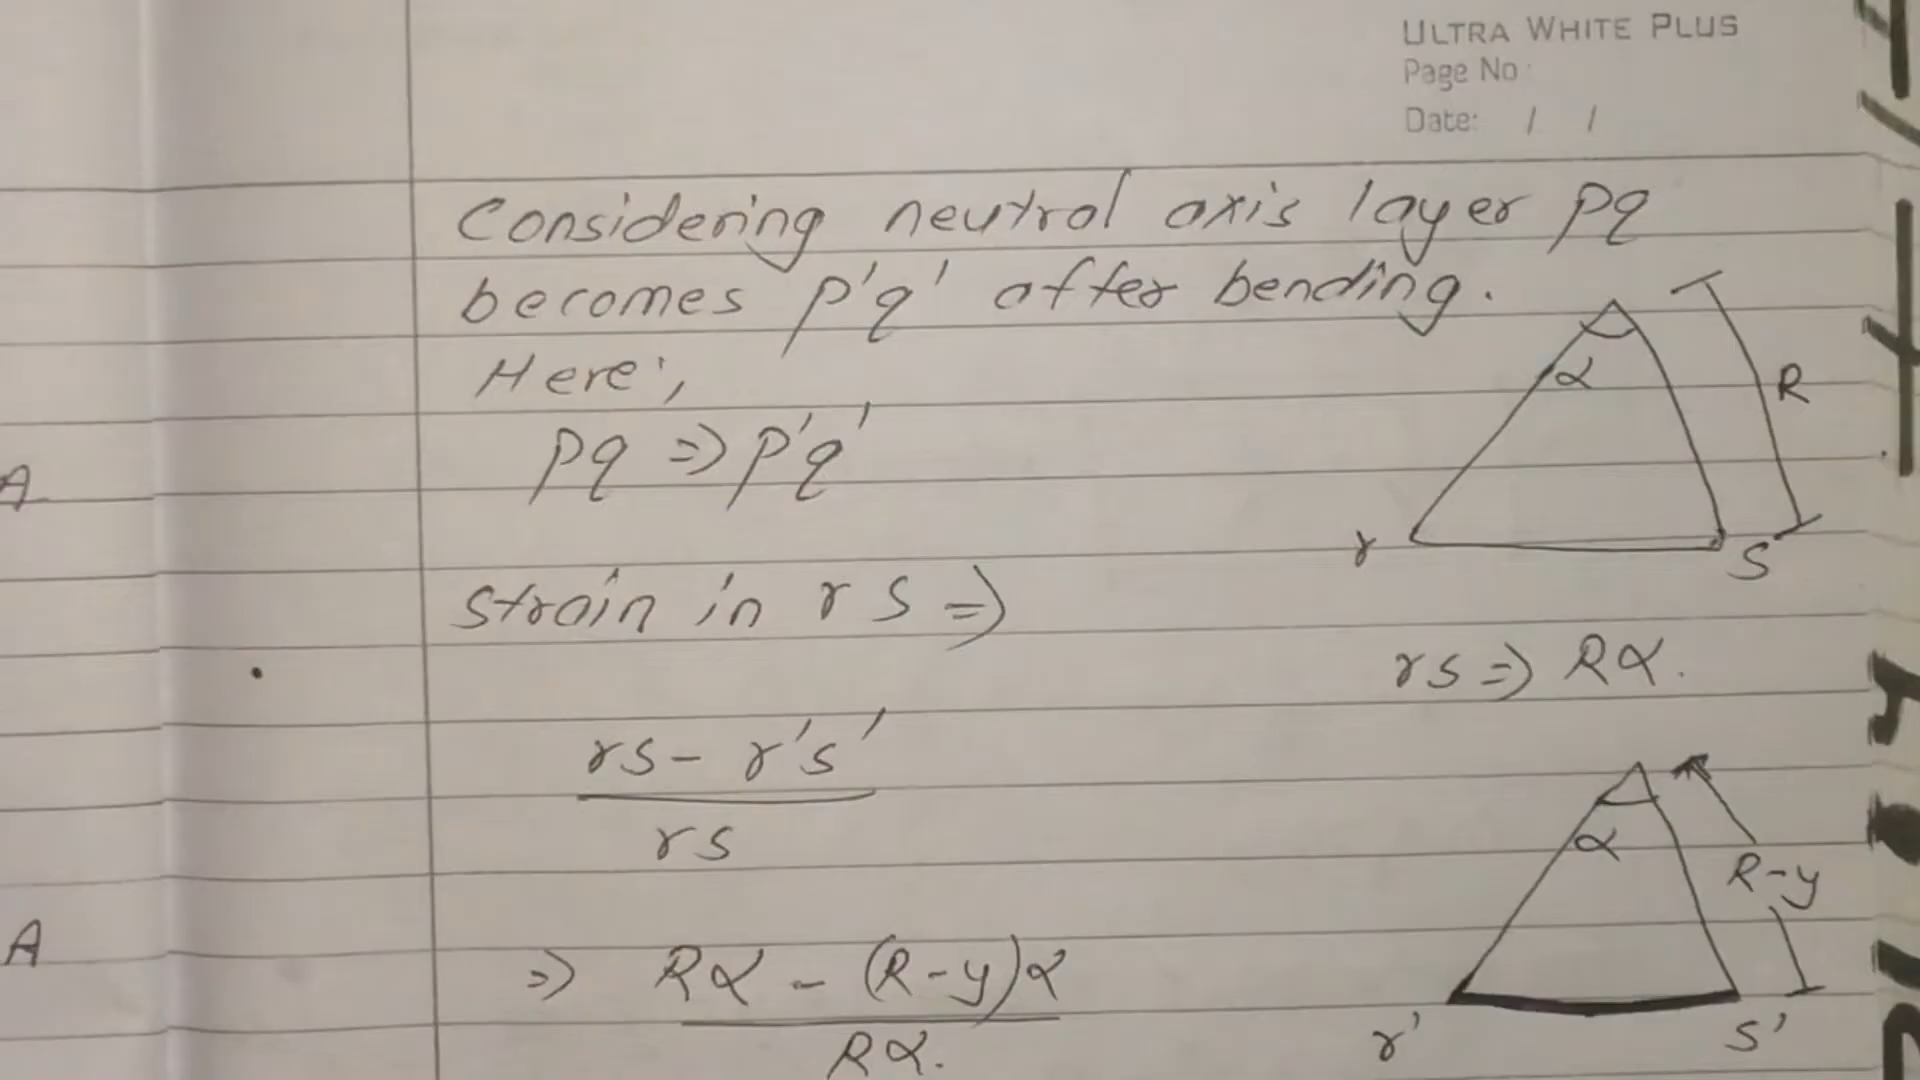 ULTRA WHITE PLUS
Page No:
Date: / /
Considering neutral axis layer pq
becomes p'q' after bending.
Here;
pq => p'q'
α
R
r
s
A
strain in rs =>
rs => Rα.
rs - r's'
rs
α
R-y
=> Rα - (R-y)α
Rα.
r'
s'
A